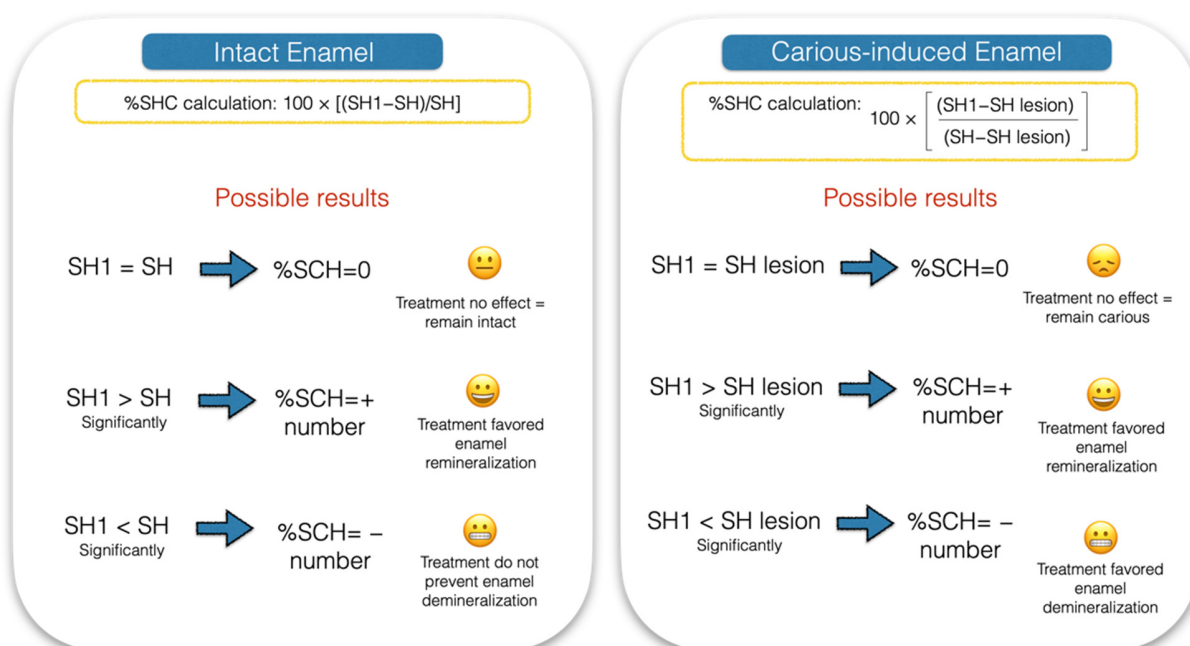 Intact Enamel
%SHC calculation: 100 × [(SH1−SH)/SH]
Possible results
SH1 = SH
%SCH=0
Treatment no effect =
remain intact
SH1 > SH
Significantly
%SCH=+
number
Treatment favored
enamel
remineralization
SH1 < SH
Significantly
%SCH= −
number
Treatment do not
prevent enamel
demineralization
Carious-induced Enamel
%SHC calculation: 100 × [(SH1−SH lesion)
(SH−SH lesion)]
Possible results
SH1 = SH lesion
%SCH=0
Treatment no effect =
remain carious
SH1 > SH lesion
Significantly
%SCH=+
number
Treatment favored
enamel
remineralization
SH1 < SH lesion
Significantly
%SCH= −
number
Treatment favored
enamel
demineralization